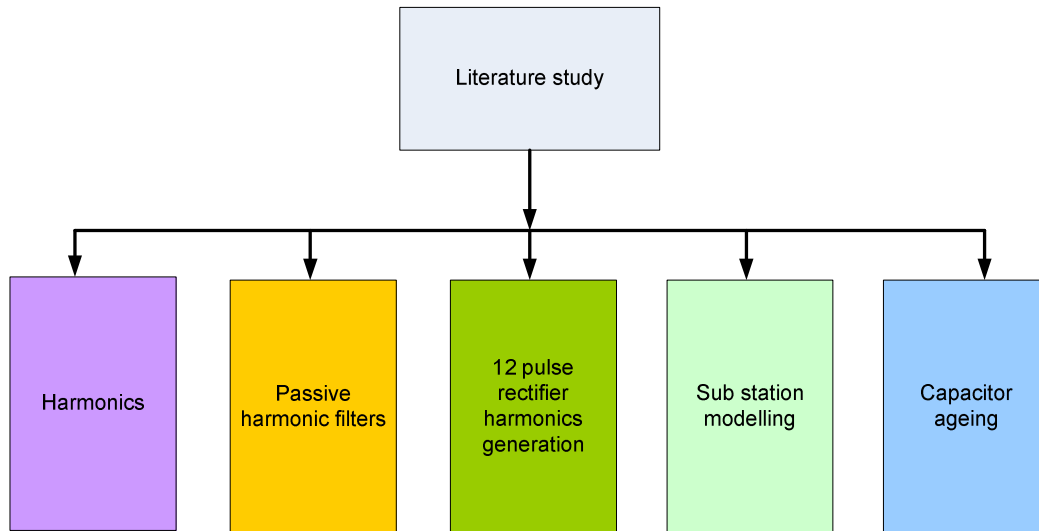 Literature study
Harmonics
Passive
harmonic filters
12 pulse
rectifier
harmonics
generation
Sub station
modelling
Capacitor
ageing